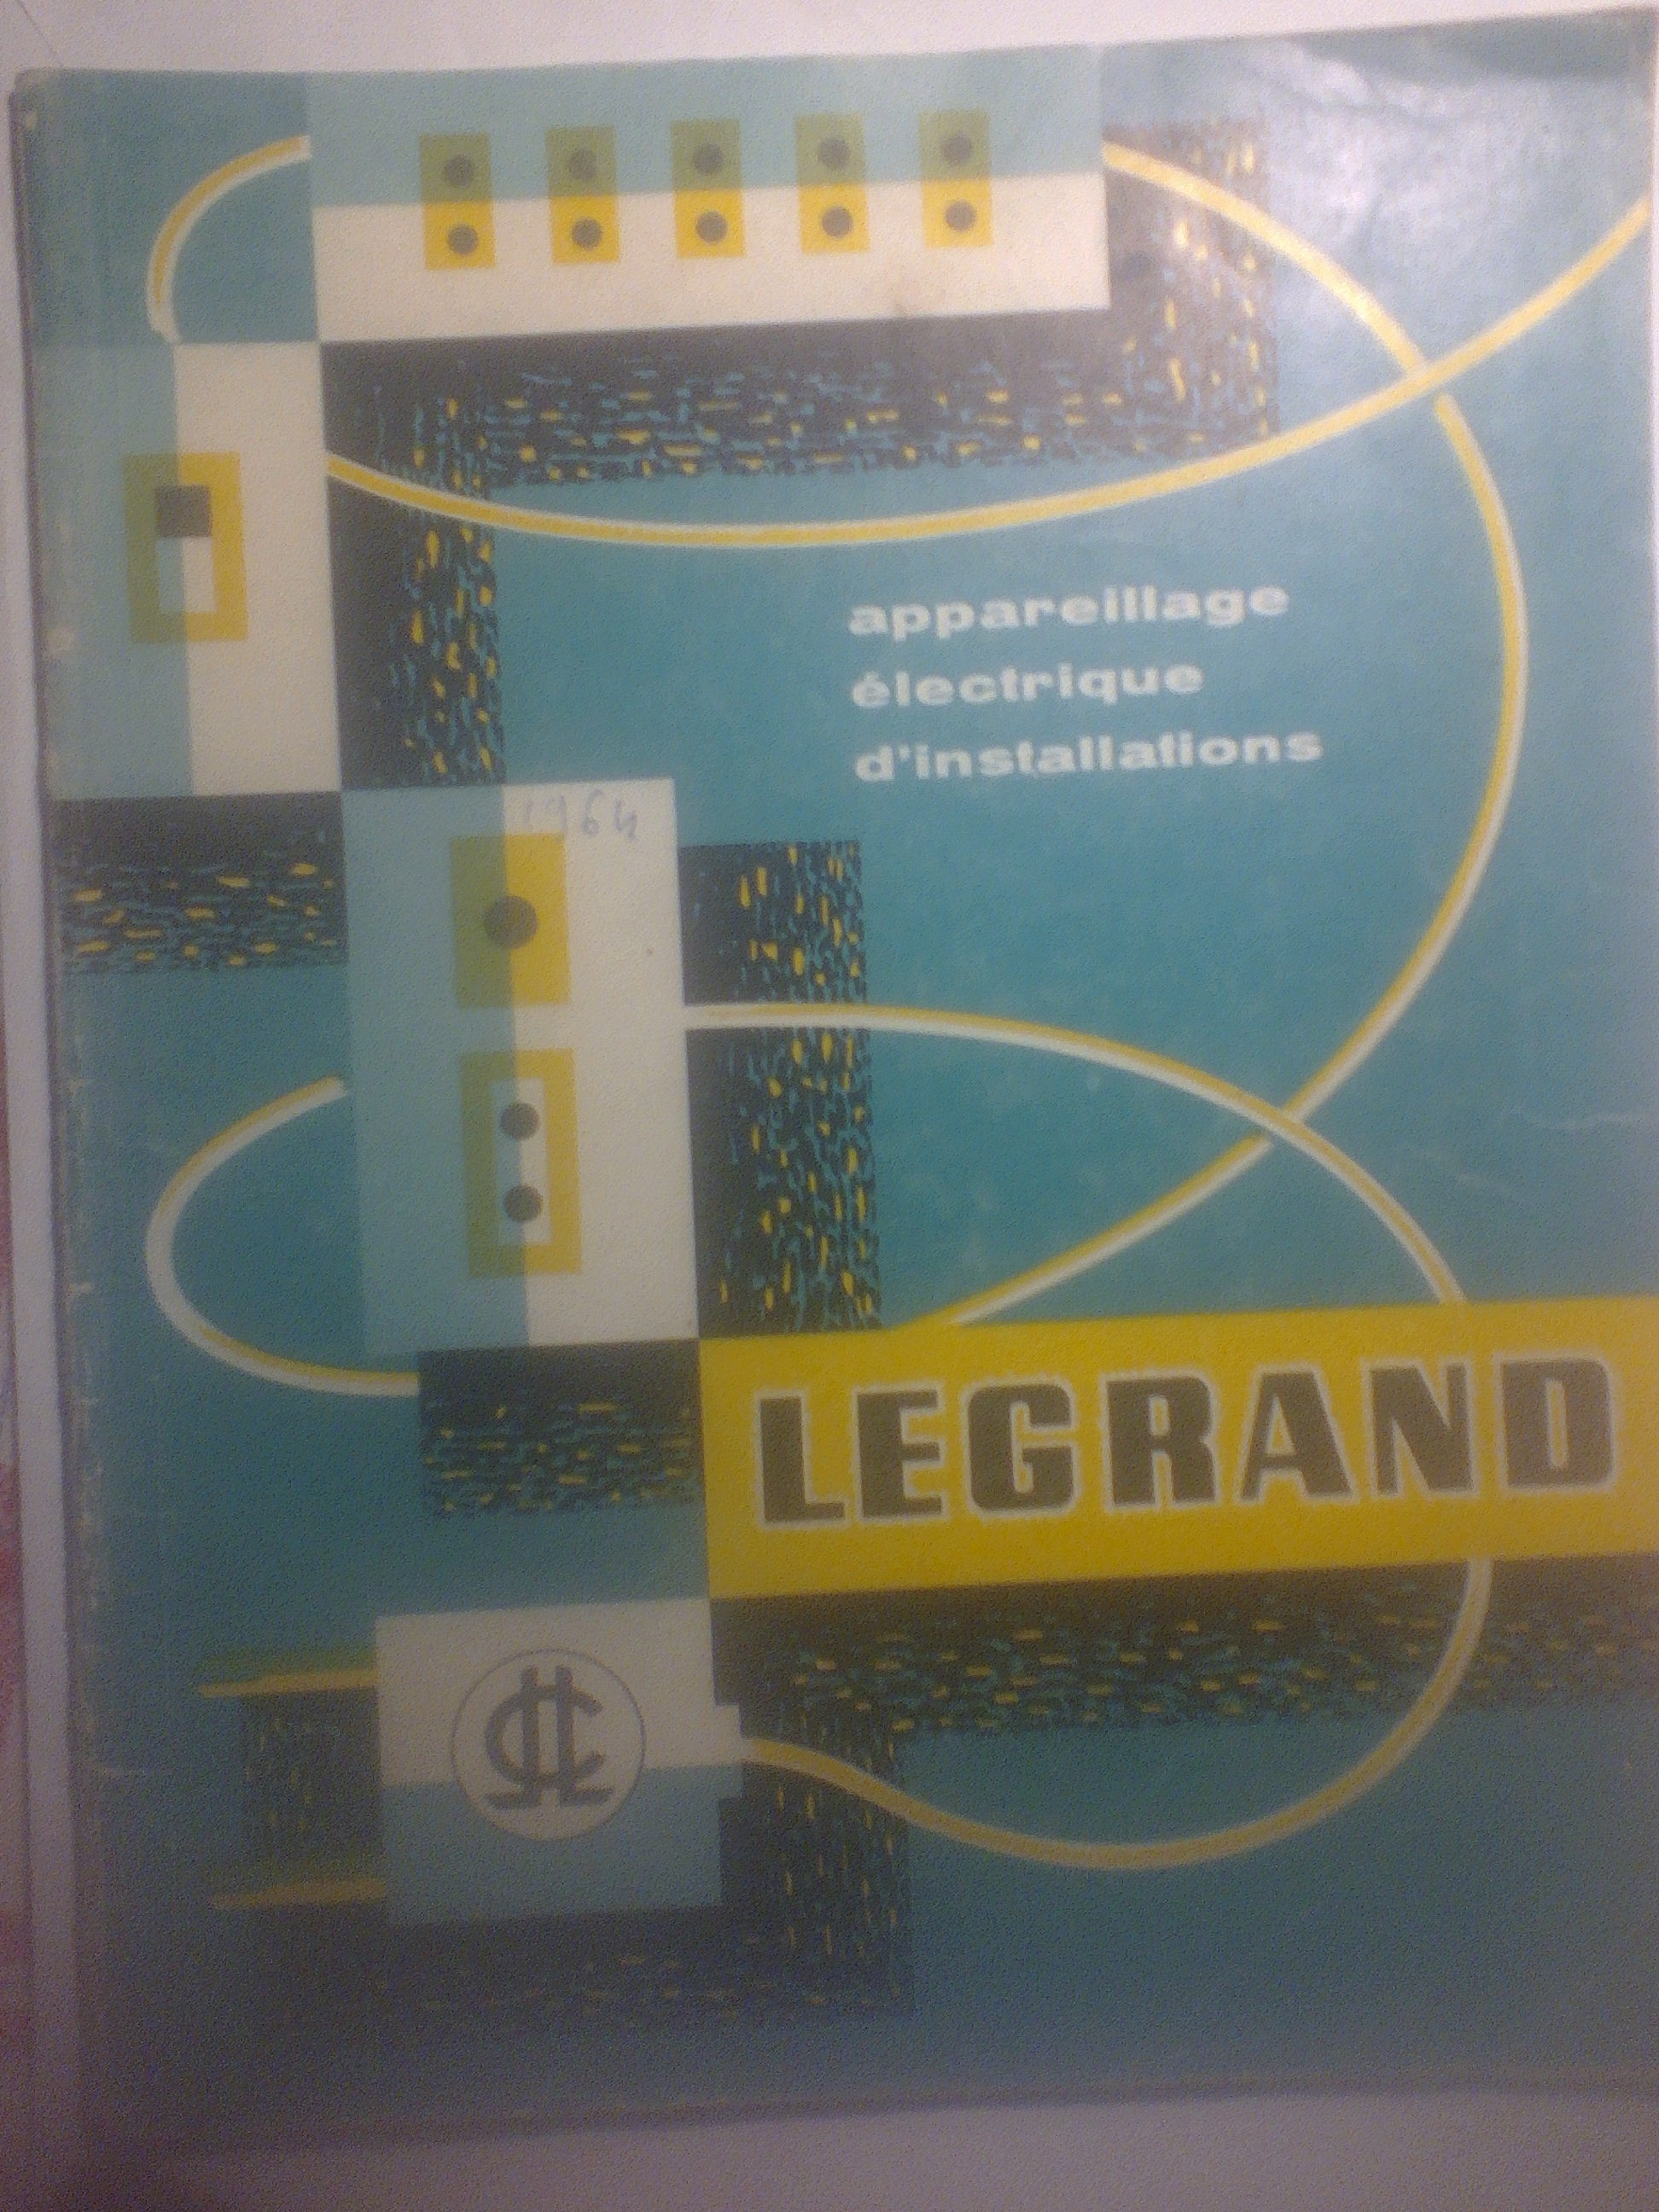 appareillage
électrique
d'installations
1964
LEGRAND